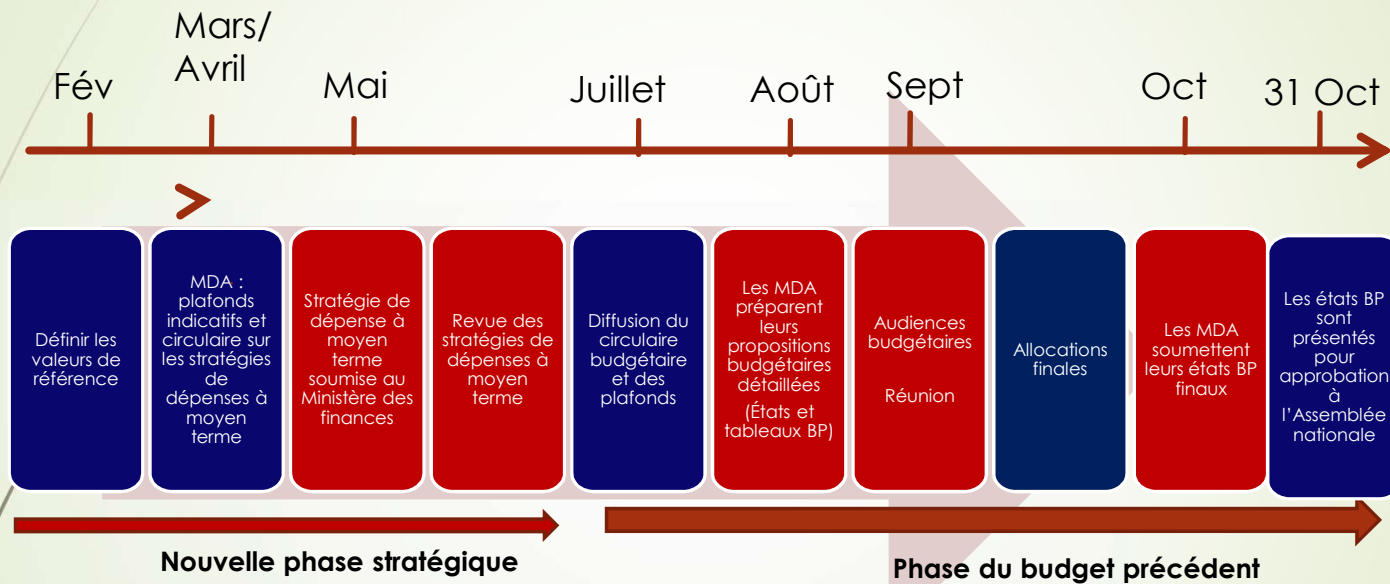 Fév
Mars/
Avril
Mai
Juillet
Août
Sept
Oct
31 Oct
Définir les
valeurs de
référence
MDA :
plafonds
indicatifs et
circulaire sur
les stratégies
de
dépenses à
moyen
terme
Stratégie de
dépense à
moyen
terme
soumise au
Ministère des
finances
Revue des
stratégies de
dépenses à
moyen
terme
Diffusion du
circulaire
budgétaire
et des
plafonds
Les MDA
préparent
leurs
propositions
budgétaires
détaillées
(États et
tableaux BP)
Audiences
budgétaires
Réunion
Allocations
finales
Les MDA
soumettent
leurs états BP
finaux
Les états BP
sont
présentés
pour
approbation
à
l'Assemblée
nationale
Nouvelle phase stratégique
Phase du budget précédent